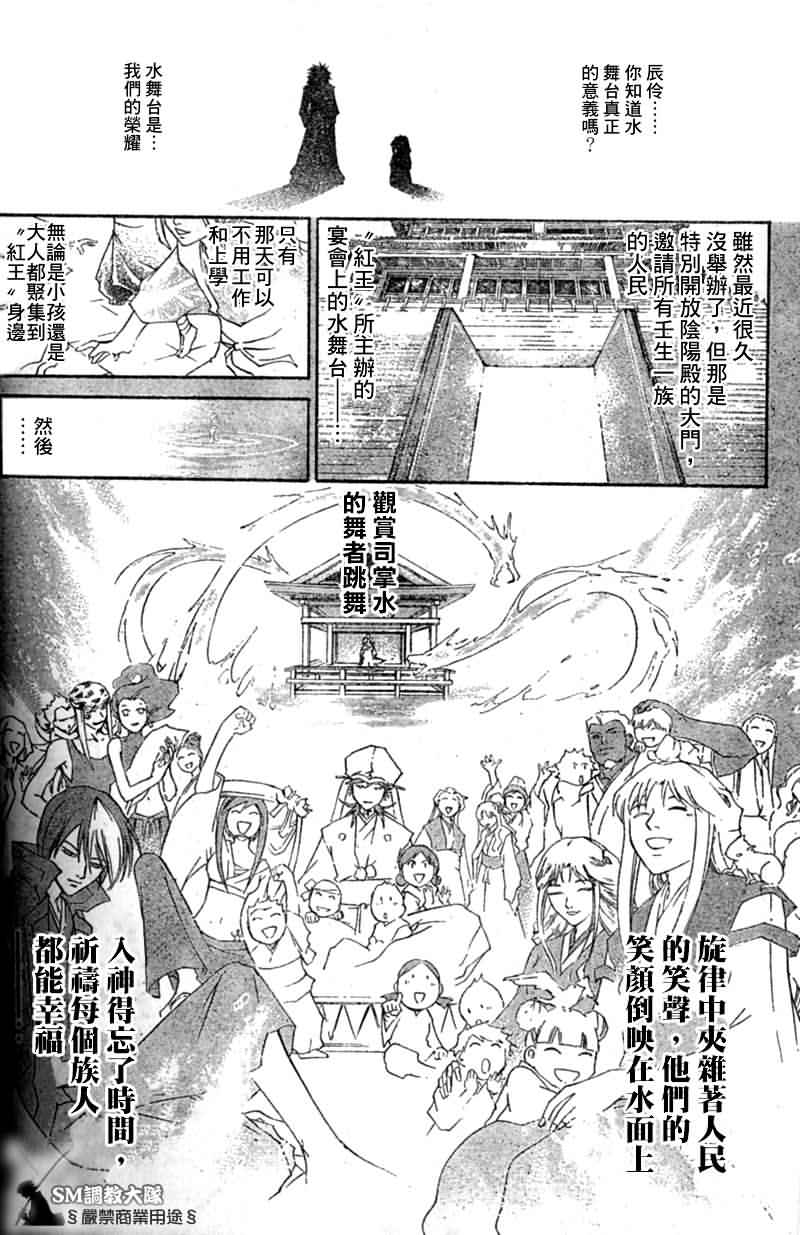 辰伶……
你知道水
舞台真正
的意義嗎？
水舞台是…
我們的榮耀
雖然最近很久
沒舉辦了，但那是
特別開放陰陽殿的大門，
邀請所有壬生一族
的人民
〝紅王〞所主辦的
宴會上的水舞台——
只有
那天可以
不用工作
和上學
無論是小孩還是
大人都聚集到
〝紅王〞身邊
然後
……
觀賞司掌水
的舞者跳舞
旋律中夾雜著人民
的笑聲，他們的
笑顏倒映在水面上
入神得忘了時間，
祈禱每個族人
都能幸福
SM調教大隊
§嚴禁商業用途§